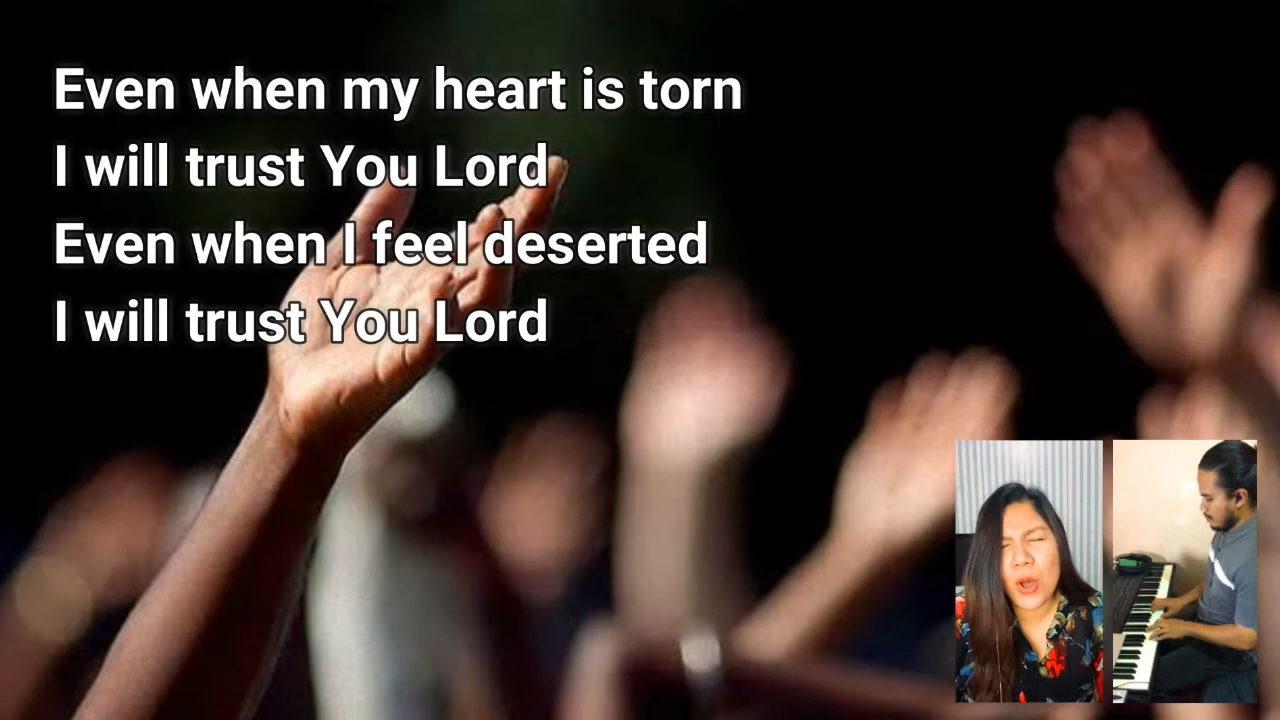 Even when my heart is torn
I will trust You Lord
Even when I feel deserted
I will trust You Lord